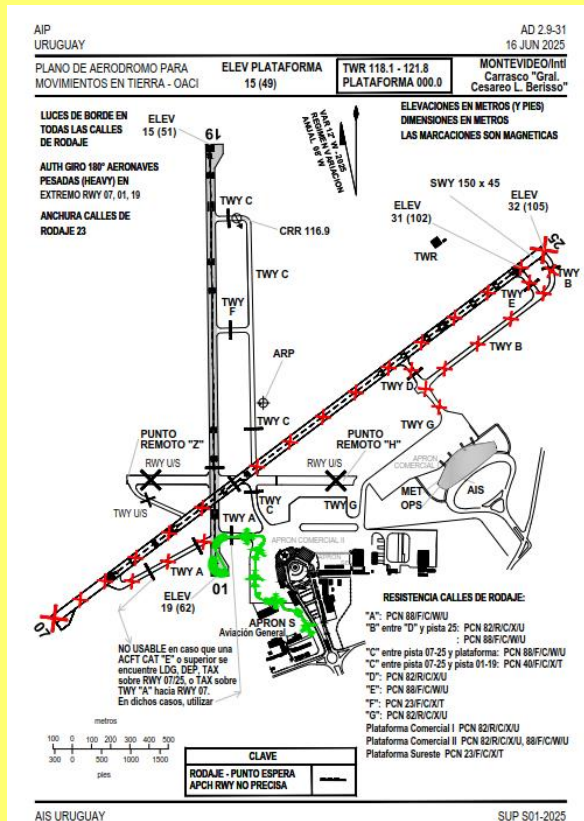 AIP
URUGUAY
AD 2.9-31
16 JUN 2025
PLANO DE AERODROMO PARA
MOVIMIENTOS EN TIERRA - OACI
ELEV PLATAFORMA
15 (49)
TWR 118.1 - 121.8
PLATAFORMA 000.0
MONTEVIDEO/Intl
Carrasco "Gral.
Cesareo L. Berisso"
LUCES DE BORDE EN
TODAS LAS CALLES
DE RODAJE
AUTH GIRO 180° AERONAVES
PESADAS (HEAVY) EN
EXTREMO RWY 07, 01, 19
ANCHURA CALLES DE
RODAJE 23
ELEV
15 (51)
19
VAR 12° W -2025
REGIMEN VARIACION
ANUAL 08' W
ELEVACIONES EN METROS (Y PIES)
DIMENSIONES EN METROS
LAS MARCACIONES SON MAGNETICAS
SWY 150 x 45
ELEV
32 (105)
ELEV
31 (102)
25
TWY C
CRR 116.9
TWR
TWY
B
TWY
E
TWY C
TWY
F
TWY B
ARP
TWY D
TWY C
TWY G
PUNTO
REMOTO "Z"
PUNTO
REMOTO "H"
RWY U/S
RWY U/S
APRON
COMERCIAL I
TWY U/S
TWY
C
TWY G
MET
OPS
AIS
TWY A
APRON COMERCIAL II
TWY A
07
ELEV
19 (62)
01
APRON S
Aviación General
NO USABLE en caso que una
ACFT CAT "E" o superior se
encuentre LDG, DEP, TAX
sobre RWY 07/25, o TAX sobre
TWY "A" hacia RWY 07.
En dichos casos, utilizar
RESISTENCIA CALLES DE RODAJE:
"A": PCN 88/F/C/W/U
"B" entre "D" y pista 25: PCN 82/R/C/X/U
: PCN 88/F/C/W/U
"C" entre pista 07-25 y plataforma: PCN 88/F/C/W/U
"C" entre pista 07-25 y pista 01-19: PCN 40/F/C/X/T
"D": PCN 82/R/C/X/U
"E": PCN 88/F/C/W/U
"F": PCN 23/F/C/X/T
"G": PCN 82/R/C/X/U
Plataforma Comercial I PCN 82/R/C/X/U
Plataforma Comercial II PCN 82/R/C/X/U, 88/F/C/W/U
Plataforma Sureste PCN 23/F/C/X/T
metros
100 0 100 200 300 400 500
300 0 500 1000 1500
pies
CLAVE
RODAJE - PUNTO ESPERA
APCH RWY NO PRECISA
AIS URUGUAY
SUP S01-2025